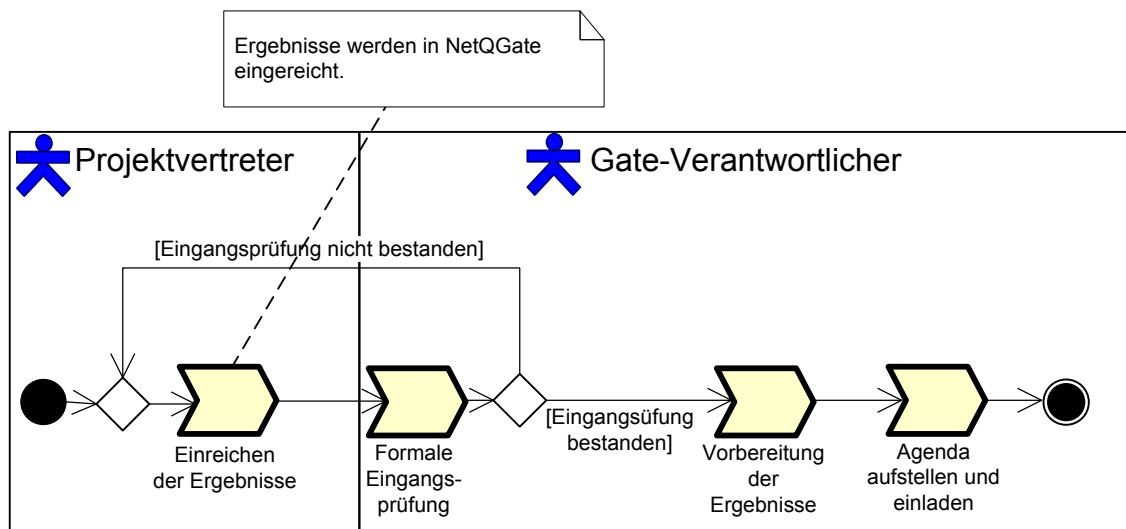 Ergebnisse werden in NetQGate
eingereicht.
Projektvertreter
Gate-Verantwortlicher
[Eingangsprüfung nicht bestanden]
[Eingangsüfung
bestanden]
Einreichen
der Ergebnisse
Formale
Eingangs-
prüfung
Vorbereitung
der
Ergebnisse
Agenda
aufstellen und
einladen